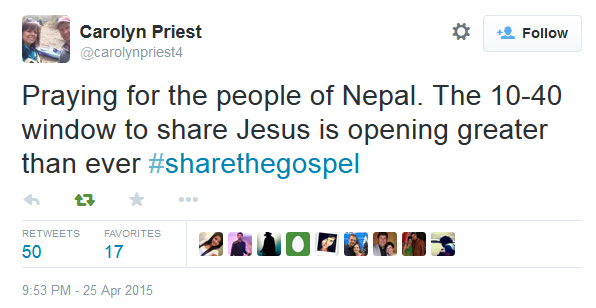 Carolyn Priest
@carolynpriest4
Follow
Praying for the people of Nepal. The 10-40
window to share Jesus is opening greater
than ever #sharethegospel
RETWEETS FAVORITES
50 17
9:53 PM - 25 Apr 2015